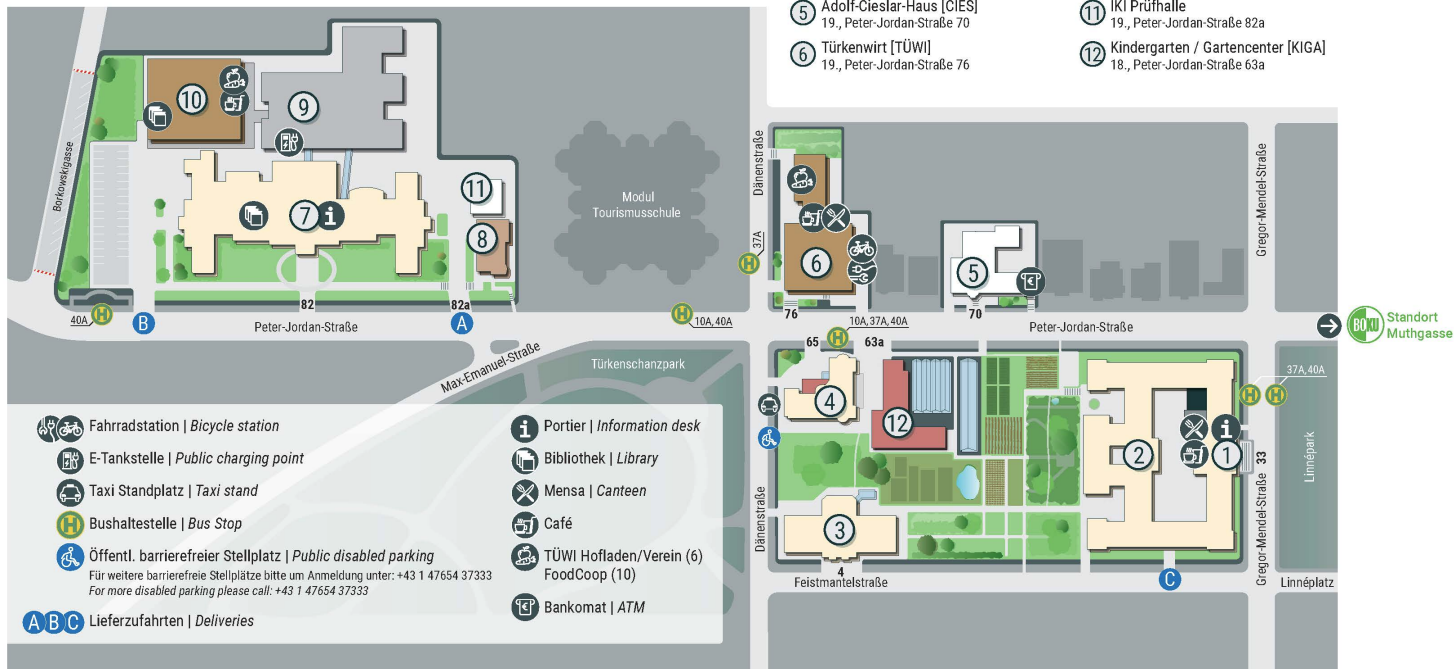 5 Adolf-Cieslar-Haus [CIES]
19., Peter-Jordan-Straße 70
6 Türkenwirt [TÜWI]
19., Peter-Jordan-Straße 76
11 IKI Prüfhalle
19., Peter-Jordan-Straße 82a
12 Kindergarten / Gartencenter [KIGA]
18., Peter-Jordan-Straße 63a
Borkowskigasse
10
9
7
i
11
8
Modul
Tourismusschule
Dänenstraße
37A
H
6
5
€
Gregor-Mendel-Straße
40A
H
B
82
82a
A
H
10A, 40A
76
70
Peter-Jordan-Straße
Peter-Jordan-Straße
BOKU
Standort
Muthgasse
65
H
10A, 37A, 40A
63a
Max-Emanuel-Straße
Türkenschanzpark
37A, 40A
H
H
4
12
2
i
1
3
4
33
Dänenstraße
Gregor-Mendel-Straße
Linnépark
C
Feistmantelstraße
Linnéplatz
Fahrradstation | Bicycle station
E-Tankstelle | Public charging point
Taxi Standplatz | Taxi stand
H Bushaltestelle | Bus Stop
Öffentl. barrierefreier Stellplatz | Public disabled parking
Für weitere barrierefreie Stellplätze bitte um Anmeldung unter: +43 1 47654 37333
For more disabled parking please call: +43 1 47654 37333
A B C Lieferzufahrten | Deliveries
i Portier | Information desk
Bibliothek | Library
Mensa | Canteen
Café
TÜWI Hofladen/Verein (6)
FoodCoop (10)
€ Bankomat | ATM